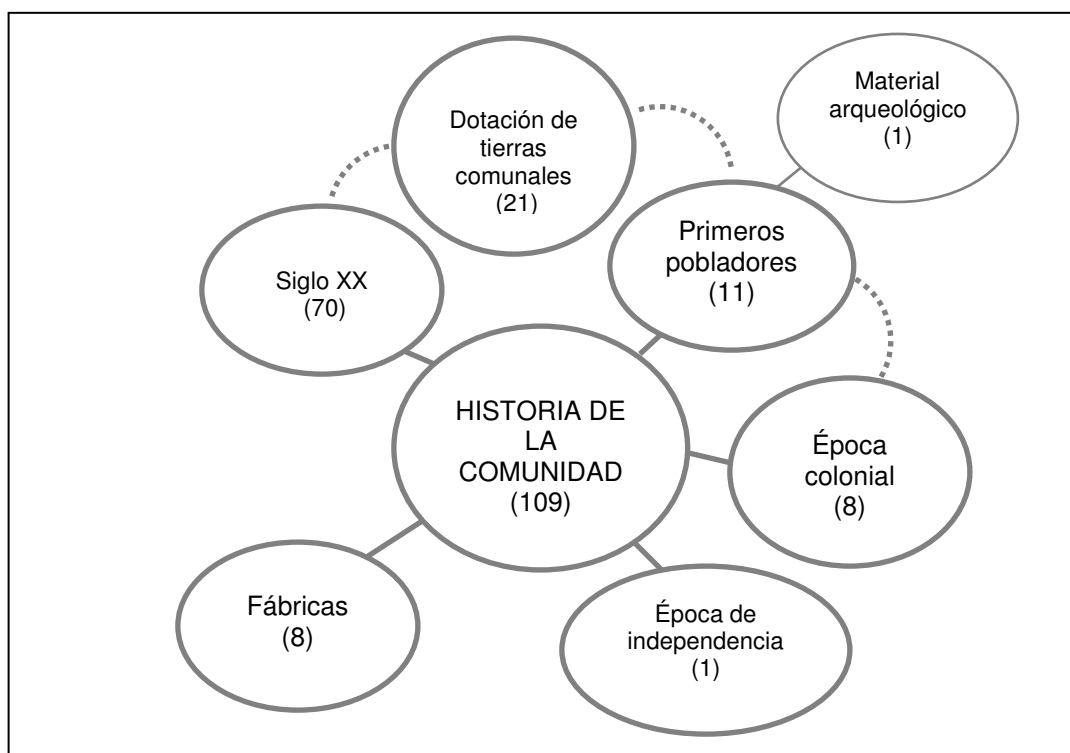 Material
arqueológico
(1)
Dotación de
tierras
comunales
(21)
Primeros
pobladores
(11)
Siglo XX
(70)
HISTORIA DE
LA
COMUNIDAD
(109)
Época
colonial
(8)
Fábricas
(8)
Época de
independencia
(1)